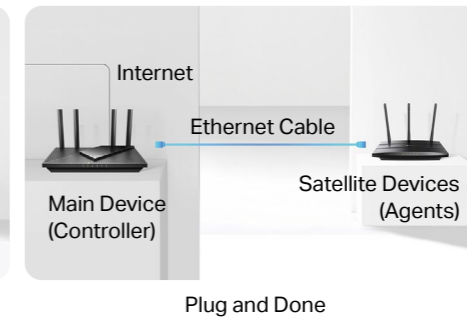 Internet
Ethernet Cable
Main Device
(Controller)
Satellite Devices
(Agents)
Plug and Done